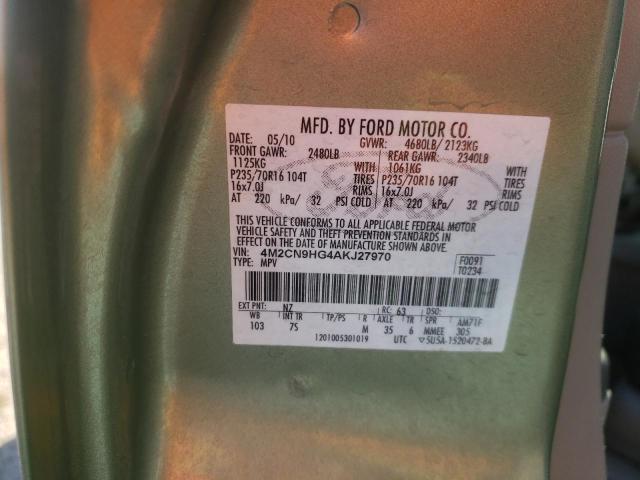 MFD. BY FORD MOTOR CO.
DATE: 05/10 GVWR: 4680LB/ 2123KG
FRONT GAWR: 2480LB REAR GAWR: 2340LB
1125KG WITH 1061KG WITH
P235/70R16 104T TIRES P235/70R16 104T TIRES
16x7.0J RIMS 16x7.0J RIMS
AT 220 kPa/ 32 PSI COLD AT 220 kPa/ 32 PSI COLD
THIS VEHICLE CONFORMS TO ALL APPLICABLE FEDERAL MOTOR
VEHICLE SAFETY AND THEFT PREVENTION STANDARDS IN
EFFECT ON THE DATE OF MANUFACTURE SHOWN ABOVE.
VIN: 4M2CN9HG4AKJ27970 F0091
TYPE: MPV T0234
EXT PNT: NZ RC: 63 DSO:
WB INT TR TP/PS R AXLE TR SPR AM71F
103 7S M 35 6 MMEE 305
1201005301019 UTC 5U5A-1520472-BA